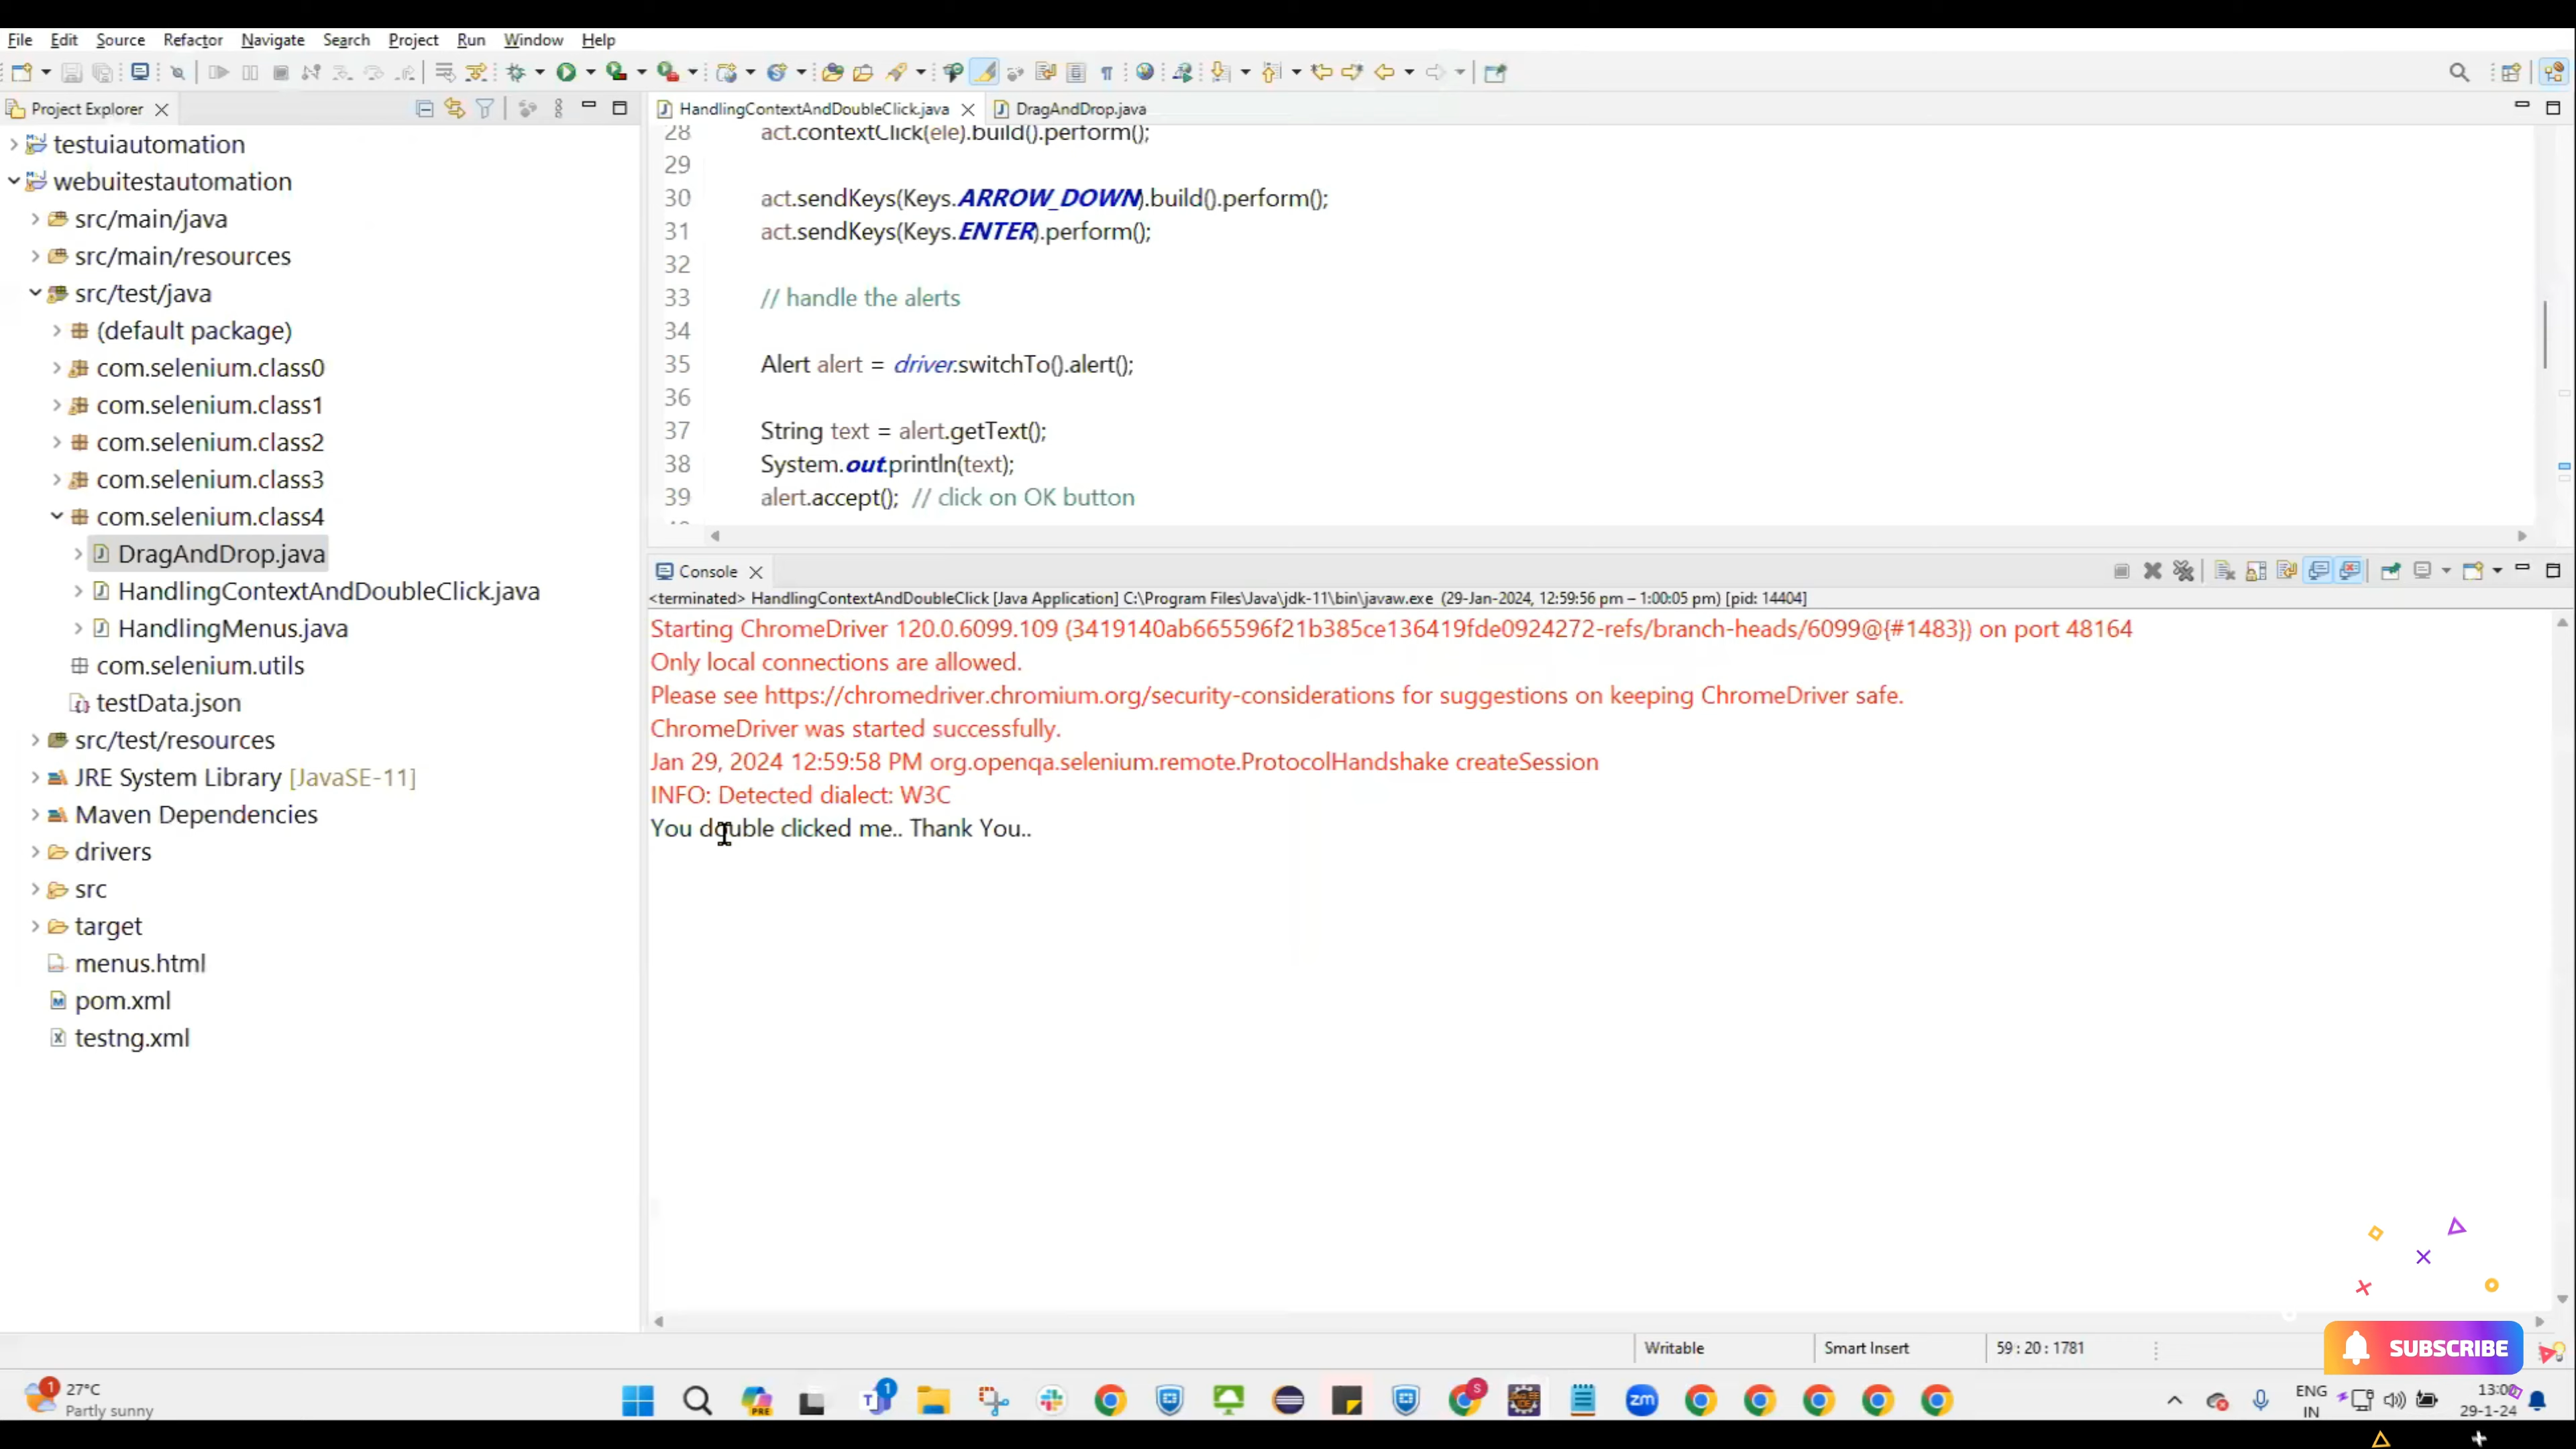 File Edit Source Refactor Navigate Search Project Run Window Help
Project Explorer
testuiautomation
webuitestautomation
src/main/java
src/main/resources
src/test/java
(default package)
com.selenium.class0
com.selenium.class1
com.selenium.class2
com.selenium.class3
com.selenium.class4
DragAndDrop.java
HandlingContextAndDoubleClick.java
HandlingMenus.java
com.selenium.utils
testData.json
src/test/resources
JRE System Library [JavaSE-11]
Maven Dependencies
drivers
src
target
menus.html
pom.xml
testng.xml
HandlingContextAndDoubleClick.java DragAndDrop.java
28 act.contextClick(ele).build().perform();
29
30 act.sendKeys(Keys.ARROW_DOWN).build().perform();
31 act.sendKeys(Keys.ENTER).perform();
32
33 // handle the alerts
34
35 Alert alert = driver.switchTo().alert();
36
37 String text = alert.getText();
38 System.out.println(text);
39 alert.accept(); // click on OK button
Console
<terminated> HandlingContextAndDoubleClick [Java Application] C:\Program Files\Java\jdk-11\bin\javaw.exe (29-Jan-2024, 12:59:56 pm – 1:00:05 pm) [pid: 14404]
Starting ChromeDriver 120.0.6099.109 (3419140ab665596f21b385ce136419fde0924272-refs/branch-heads/6099@{#1483}) on port 48164
Only local connections are allowed.
Please see https://chromedriver.chromium.org/security-considerations for suggestions on keeping ChromeDriver safe.
ChromeDriver was started successfully.
Jan 29, 2024 12:59:58 PM org.openqa.selenium.remote.ProtocolHandshake createSession
INFO: Detected dialect: W3C
You double clicked me.. Thank You..
Writable Smart Insert 59 : 20 : 1781
SUBSCRIBE
1
27°C
Partly sunny
PRE
1
S
zm
ENG
IN
13:00
29-1-24